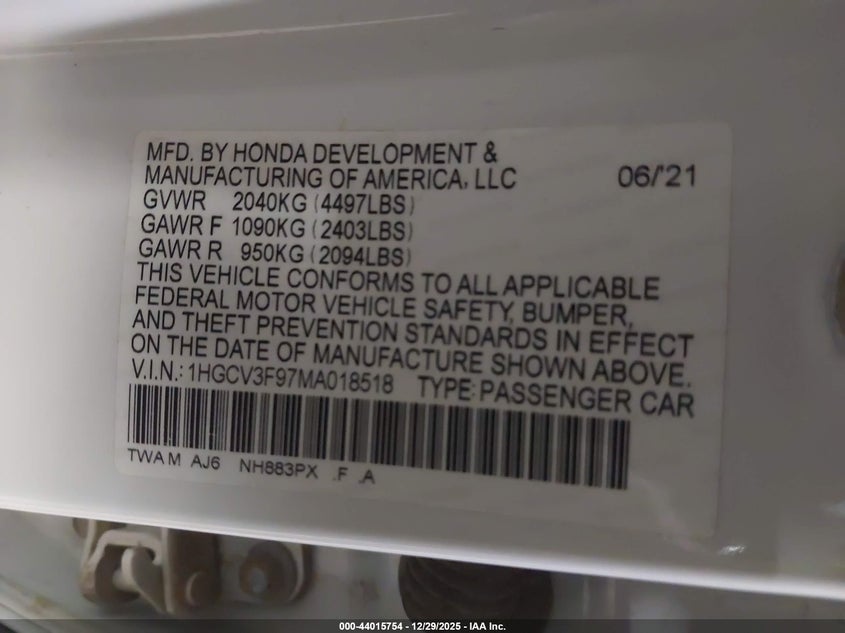 MFD. BY HONDA DEVELOPMENT &
MANUFACTURING OF AMERICA, LLC 06/'21
GVWR 2040KG (4497LBS)
GAWR F 1090KG (2403LBS)
GAWR R 950KG (2094LBS)
THIS VEHICLE CONFORMS TO ALL APPLICABLE
FEDERAL MOTOR VEHICLE SAFETY, BUMPER,
AND THEFT PREVENTION STANDARDS IN EFFECT
ON THE DATE OF MANUFACTURE SHOWN ABOVE.
V.I.N.: 1HGCV3F97MA018518 TYPE: PASSENGER CAR
TWA M AJ6 NH883PX .F .A
000-44015754 - 12/29/2025 - IAA Inc.